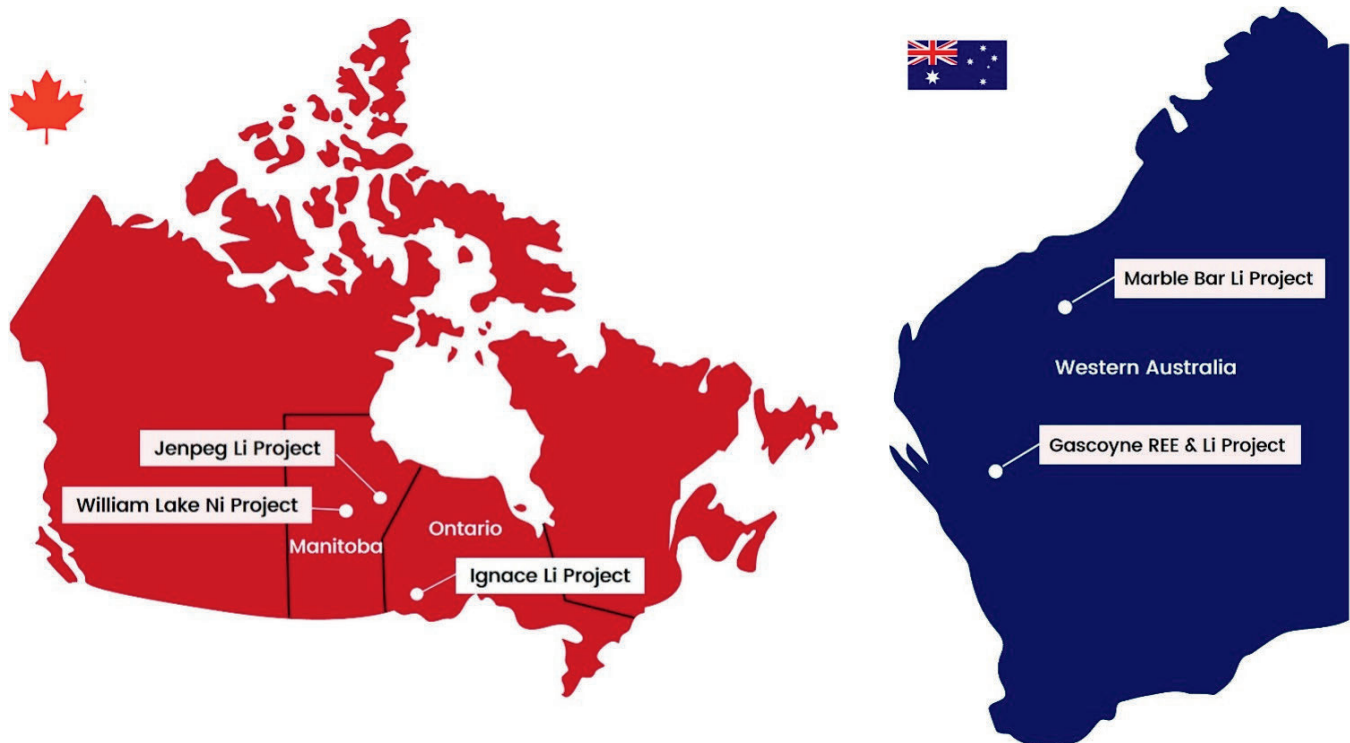 Jenpeg Li Project
William Lake Ni Project
Manitoba
Ontario
Ignace Li Project
Marble Bar Li Project
Western Australia
Gascoyne REE & Li Project